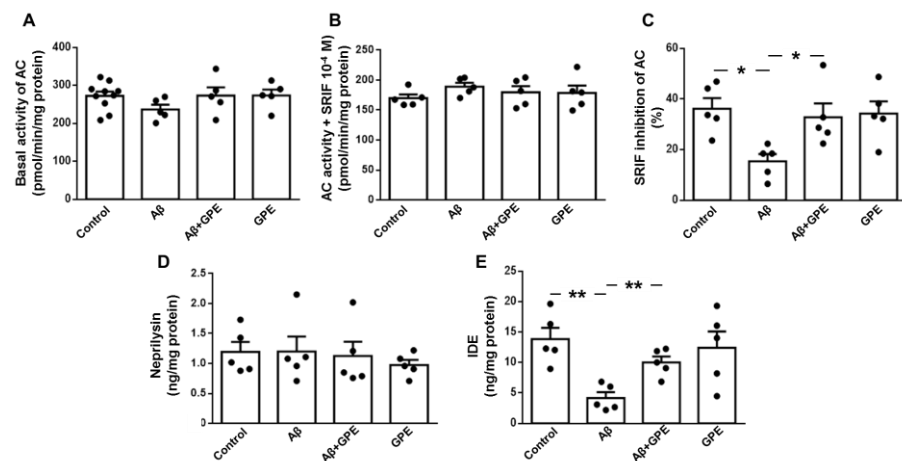 A
Basal activity of AC
(pmol/min/mg protein)
400
300
200
100
0
Control
Aβ
Aβ+GPE
GPE
B
AC activity + SRIF 10⁻⁴ M)
(pmol/min/mg protein)
250
200
150
100
50
0
Control
Aβ
Aβ+GPE
GPE
C
SRIF inhibition of AC
(%)
60
40
20
0
*
*
Control
Aβ
Aβ+GPE
GPE
D
Neprilysin
(ng/mg protein)
2.5
2.0
1.5
1.0
0.5
0.0
Control
Aβ
Aβ+GPE
GPE
E
IDE
(ng/mg protein)
25
20
15
10
5
0
**
**
Control
Aβ
Aβ+GPE
GPE